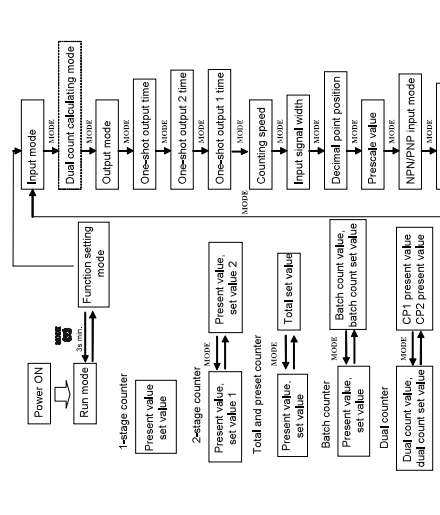 Power ON
Run mode
3s min.
Function setting
mode
Input mode
MODE
Dual count calculating mode
MODE
Output mode
MODE
One-shot output time
MODE
One-shot output 2 time
MODE
One-shot output 1 time
MODE
Counting speed
MODE
Input signal width
MODE
Decimal point position
MODE
Prescale value
MODE
NPN/PNP input mode
MODE
MODE
1-stage counter
Present value
set value
2-stage counter
Present value,
set value 1
MODE
Present value,
set value 2
Total and preset counter
Present value,
set value
MODE
Total set value
Batch counter
Present value,
set value
MODE
Batch count value,
batch count set value
Dual counter
Dual count value,
dual count set value
MODE
CP1 present value
CP2 present value